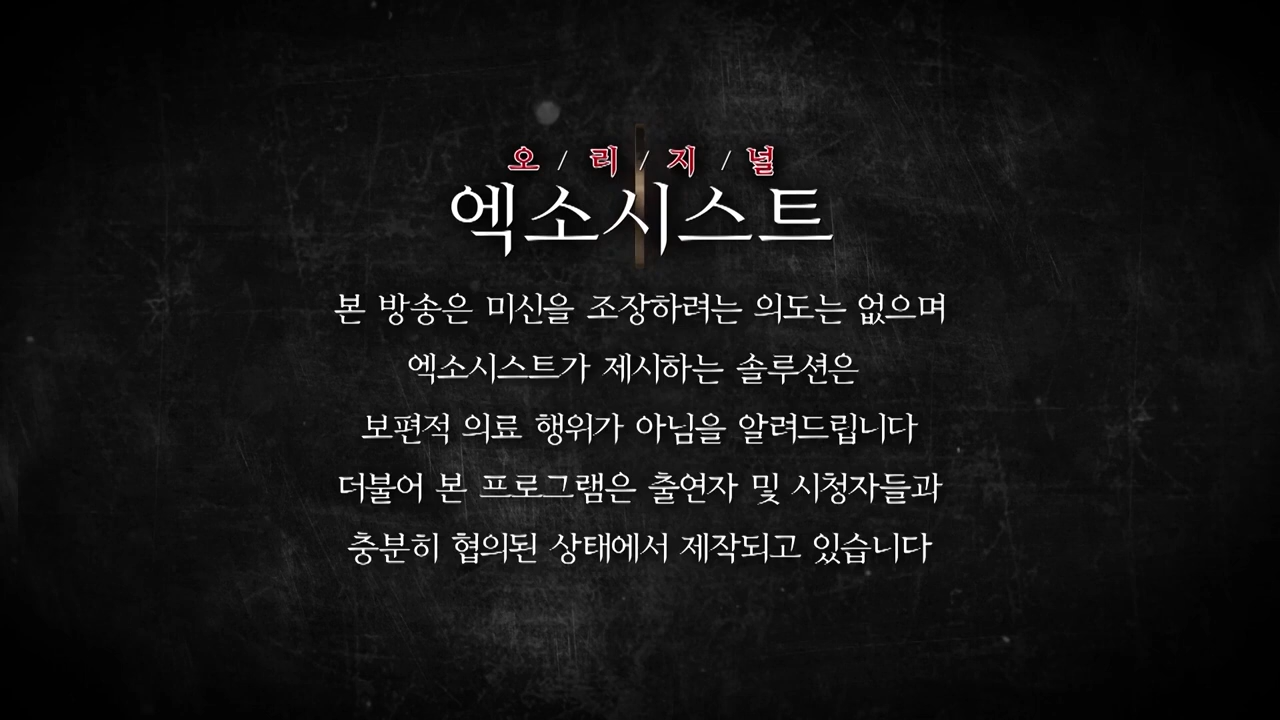 오/리/지/널
엑소시스트
본 방송은 미신을 조장하려는 의도는 없으며
엑소시스트가 제시하는 솔루션은
보편적 의료 행위가 아님을 알려드립니다
더불어 본 프로그램은 출연자 및 시청자들과
충분히 협의된 상태에서 제작되고 있습니다